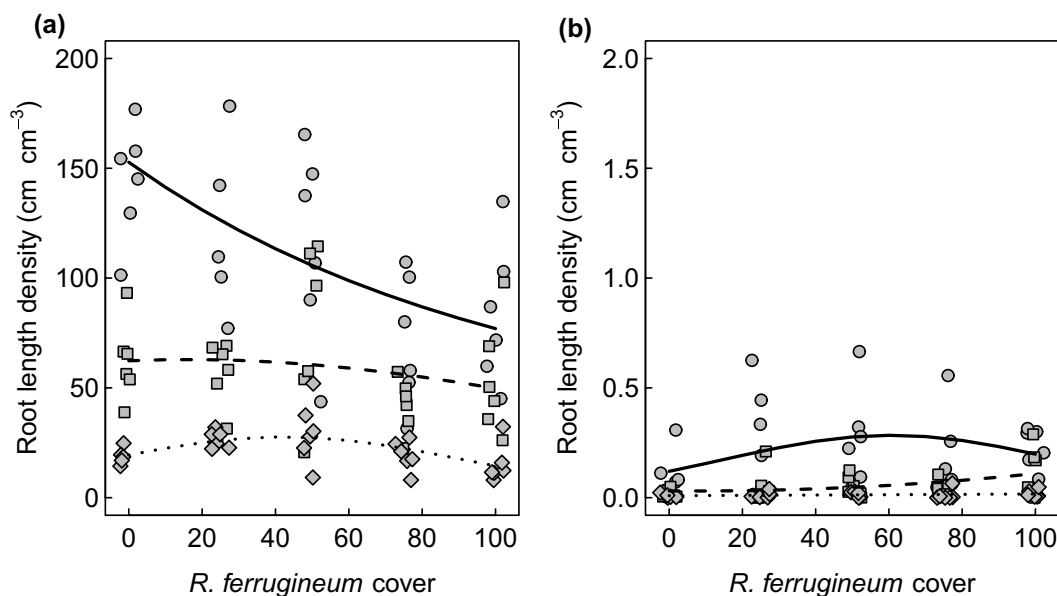 (a)
(b)
Root length density (cm cm⁻³)
200
150
100
50
0
0 20 40 60 80 100
R. ferrugineum cover
Root length density (cm cm⁻³)
2.0
1.5
1.0
0.5
0.0
0 20 40 60 80 100
R. ferrugineum cover